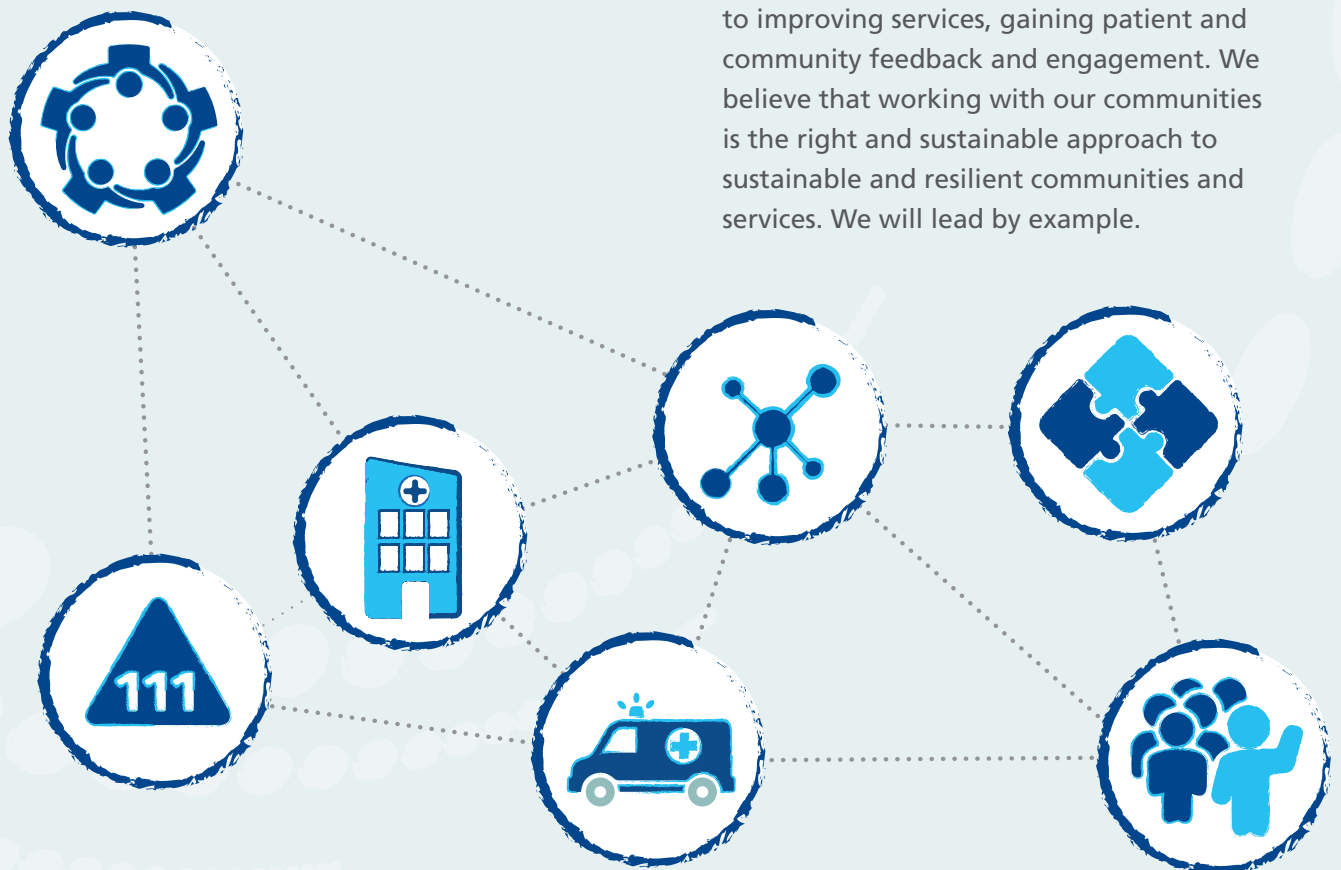 to improving services, gaining patient and
community feedback and engagement. We
believe that working with our communities
is the right and sustainable approach to
sustainable and resilient communities and
services. We will lead by example.
111